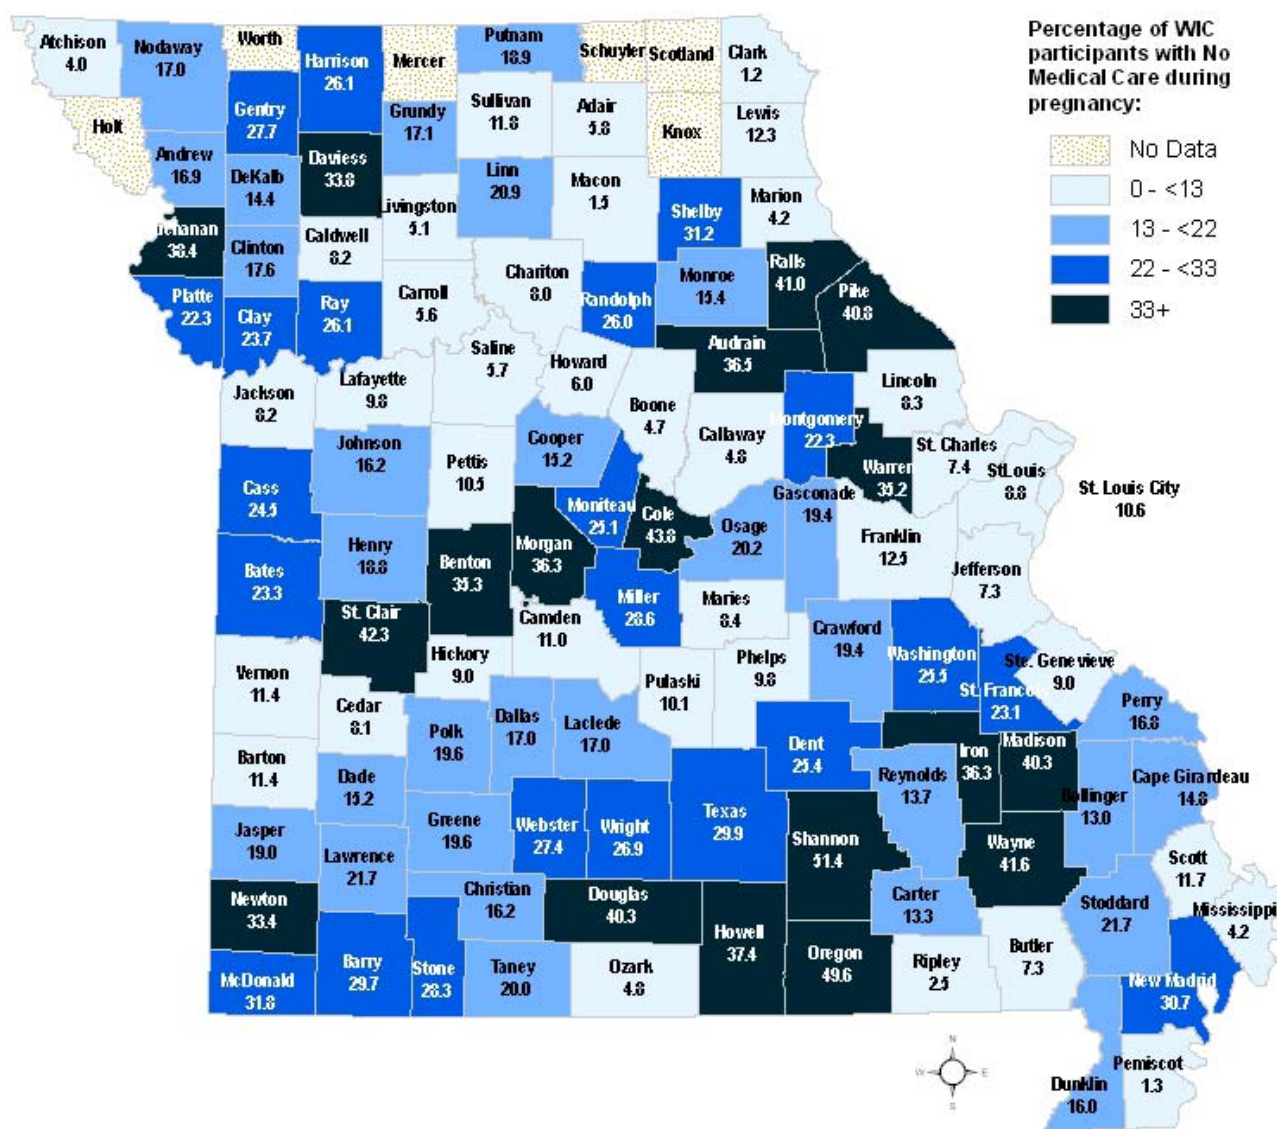 Percentage of WIC
participants with No
Medical Care during
pregnancy:
No Data
0 - <13
13 - <22
22 - <33
33+
Atchison
4.0
Nodaway
17.0
Worth
Harrison
26.1
Mercer
Putnam
18.9
Schuyler
Scotland
Clark
1.2
Holt
Gentry
27.7
Grundy
17.1
Sullivan
11.8
Adair
5.8
Knox
Lewis
12.3
Andrew
16.9
DeKalb
14.4
Daviess
33.8
Livingston
5.1
Linn
20.9
Macon
1.5
Shelby
31.2
Marion
4.2
uchanan
38.4
Clinton
17.6
Caldwell
8.2
Chariton
8.0
Randolph
26.0
Monroe
15.4
Ralls
41.0
Pike
40.8
Platte
22.3
Clay
23.7
Ray
26.1
Carroll
5.6
Saline
5.7
Howard
6.0
Audrain
36.5
Lincoln
8.3
Jackson
8.2
Lafayette
9.8
Boone
4.7
Callaway
4.8
Montgomery
22.3
Warren
35.2
St. Charles
7.4
StLouis
8.8
St. Louis City
10.6
Johnson
16.2
Pettis
10.5
Cooper
15.2
Cass
24.5
Moniteau
25.1
Cole
43.8
Osage
20.2
Gasconade
19.4
Franklin
12.5
Jefferson
7.3
Henry
18.8
Benton
35.3
Morgan
36.3
Bates
23.3
Miller
28.6
Maries
8.4
St. Clair
42.3
Camden
11.0
Crawford
19.4
Washington
25.5
Ste. Genevieve
9.0
St. Francoi
23.1
Perry
16.8
Vernon
11.4
Hickory
9.0
Pulaski
10.1
Phelps
9.8
Cedar
8.1
Polk
19.6
Dallas
17.0
Laclede
17.0
Dent
25.4
Iron
36.3
Madison
40.3
Barton
11.4
Dade
15.2
Reynolds
13.7
Bollinger
13.0
Cape Girardeau
14.8
Jasper
19.0
Lawrence
21.7
Greene
19.6
Webster
27.4
Wright
26.9
Texas
29.9
Shannon
51.4
Wayne
41.6
Scott
11.7
Newton
33.4
Christian
16.2
Douglas
40.3
Howell
37.4
Carter
13.3
Stoddard
21.7
Mississippi
4.2
McDonald
31.8
Barry
29.7
Stone
28.3
Taney
20.0
Ozark
4.8
Oregon
49.6
Ripley
2.5
Butler
7.3
New Madrid
30.7
Dunklin
16.0
Pemiscot
1.3
N
W
E
S